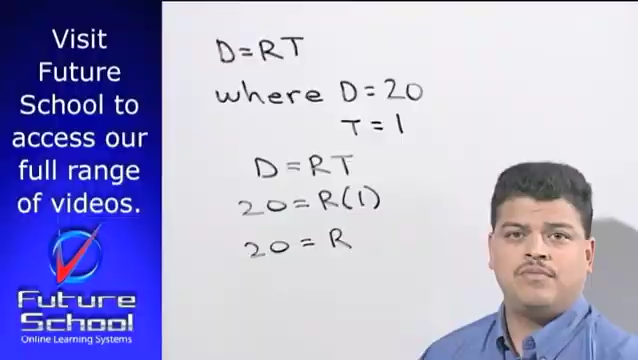 Visit
Future
School to
access our
full range
of videos.
Future
School
Online Learning Systems
D=RT
where D=20
T=1
D=RT
20=R(1)
20=R